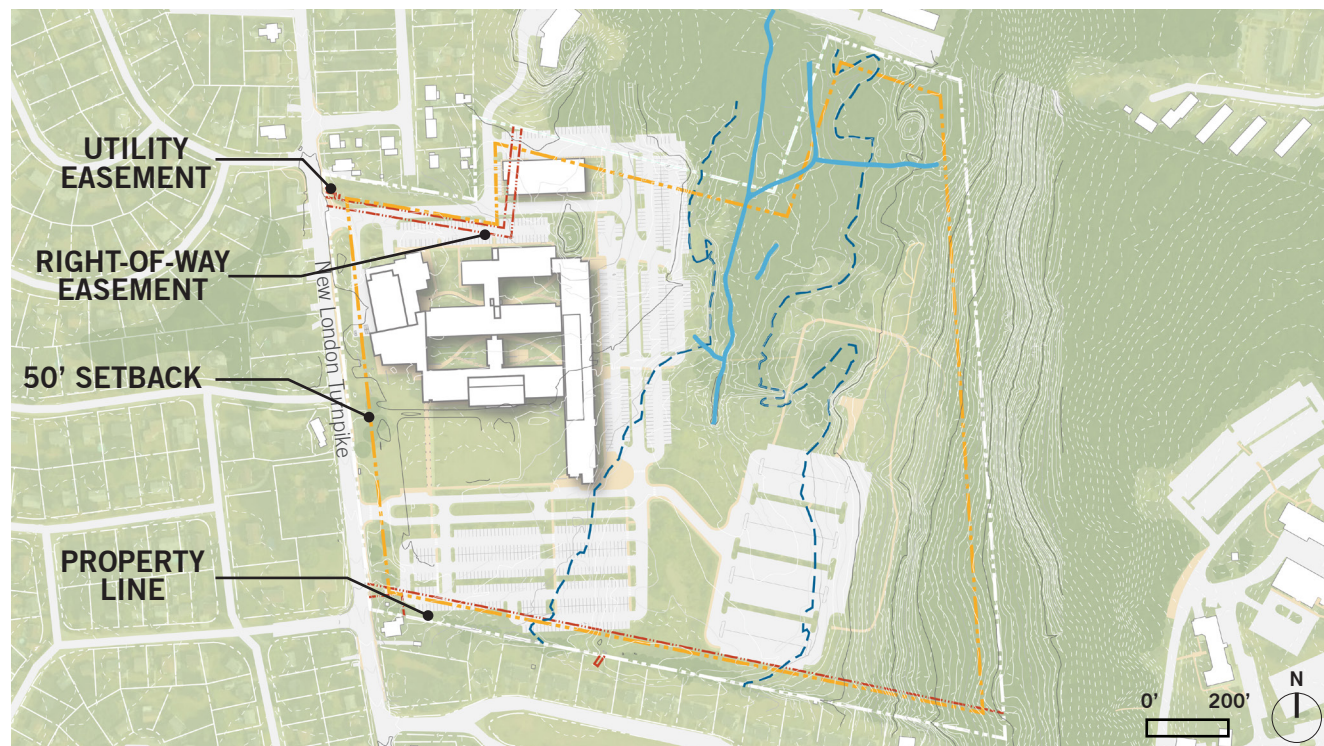 UTILITY
EASEMENT
RIGHT-OF-WAY
EASEMENT
New London Turnpike
50' SETBACK
PROPERTY
LINE
0' 200'
N